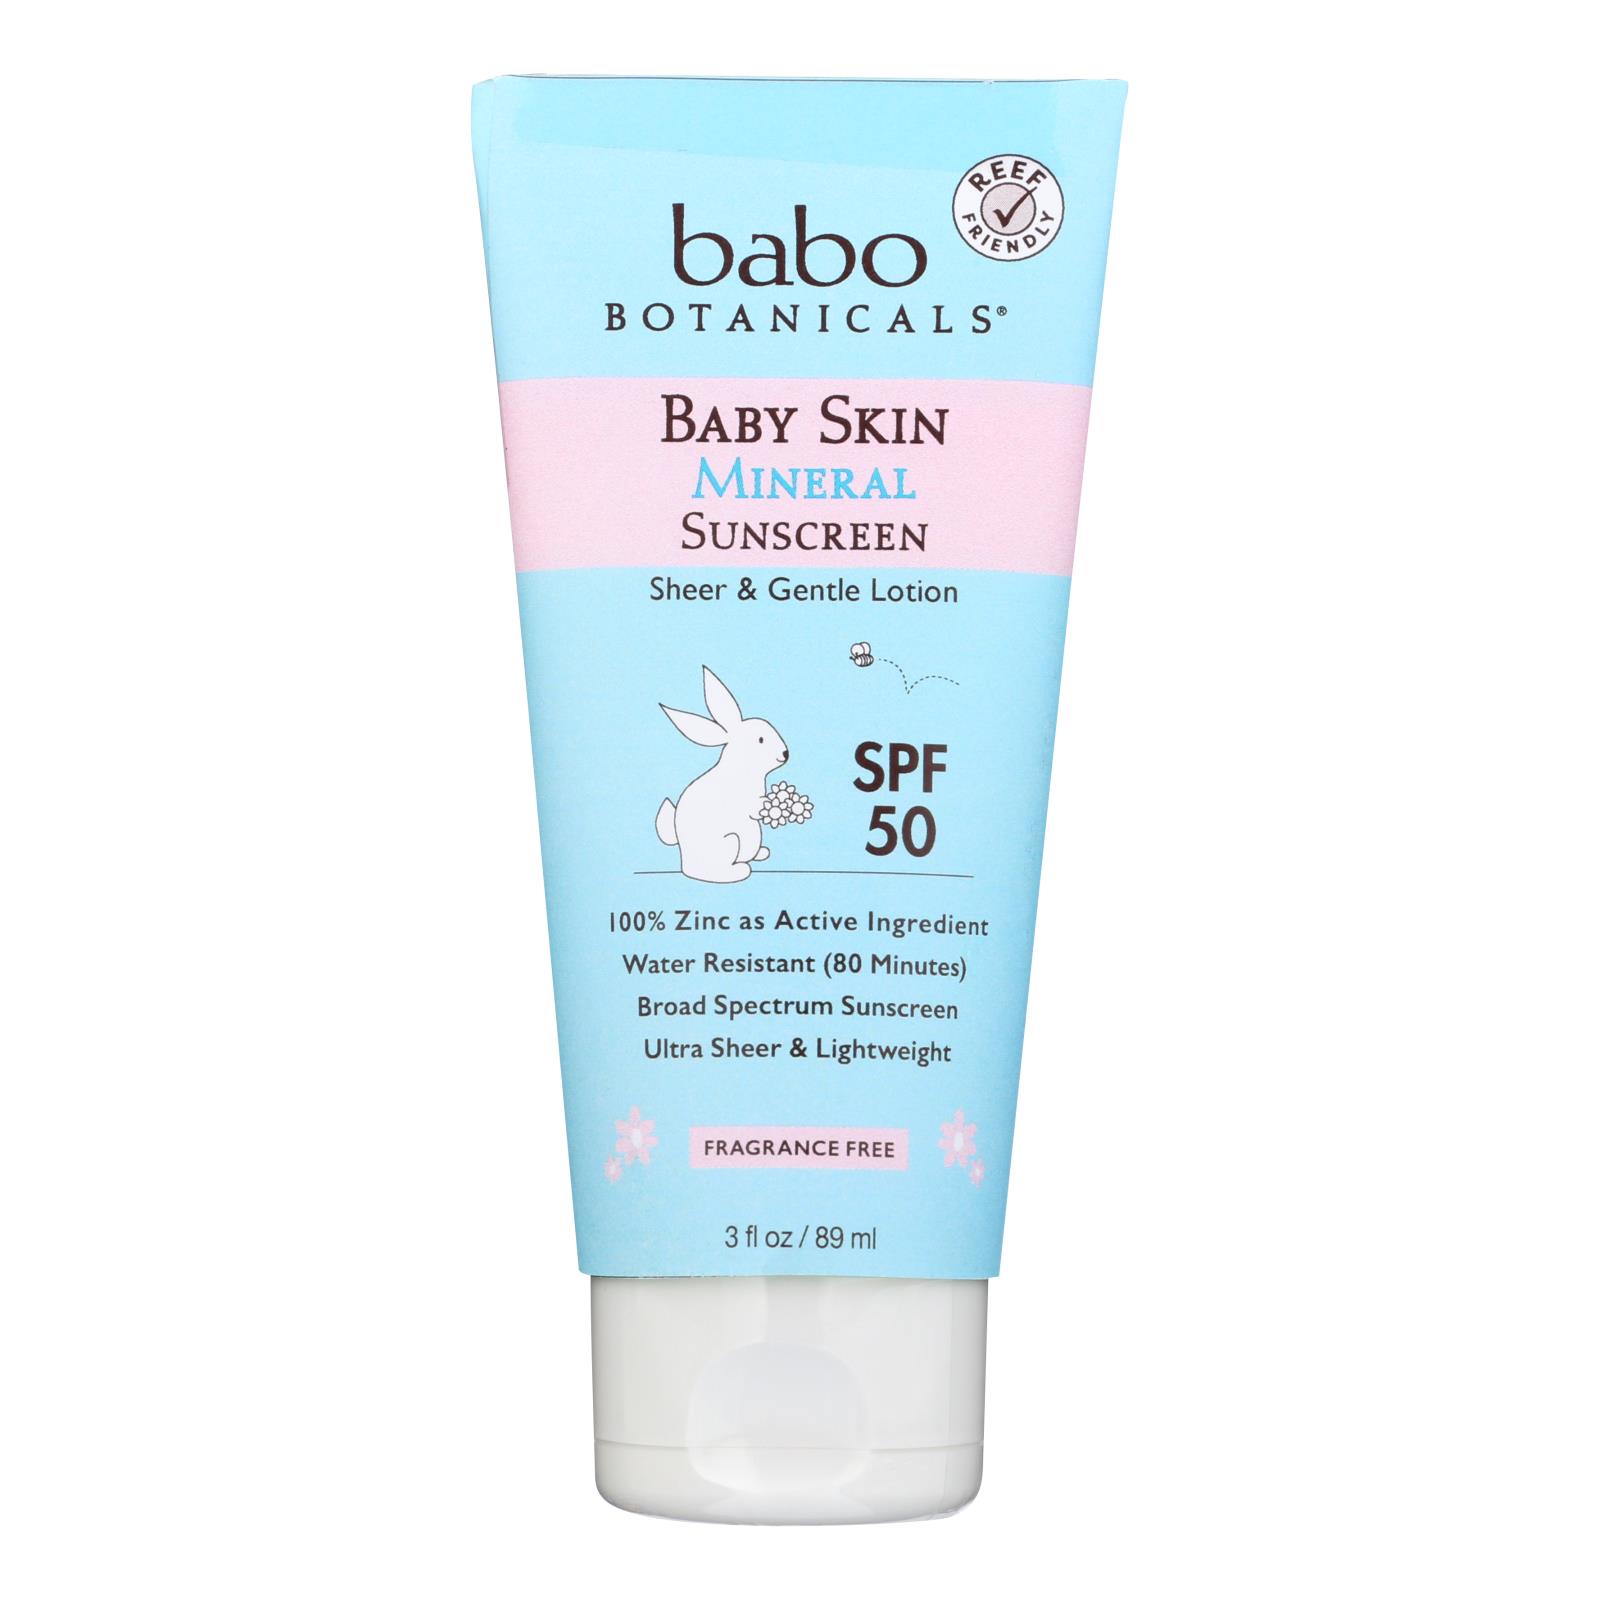 REEF
FRIENDLY
babo
BOTANICALS®
BABY SKIN
MINERAL
SUNSCREEN
Sheer & Gentle Lotion
SPF
50
100% Zinc as Active Ingredient
Water Resistant (80 Minutes)
Broad Spectrum Sunscreen
Ultra Sheer & Lightweight
FRAGRANCE FREE
3 fl oz / 89 ml